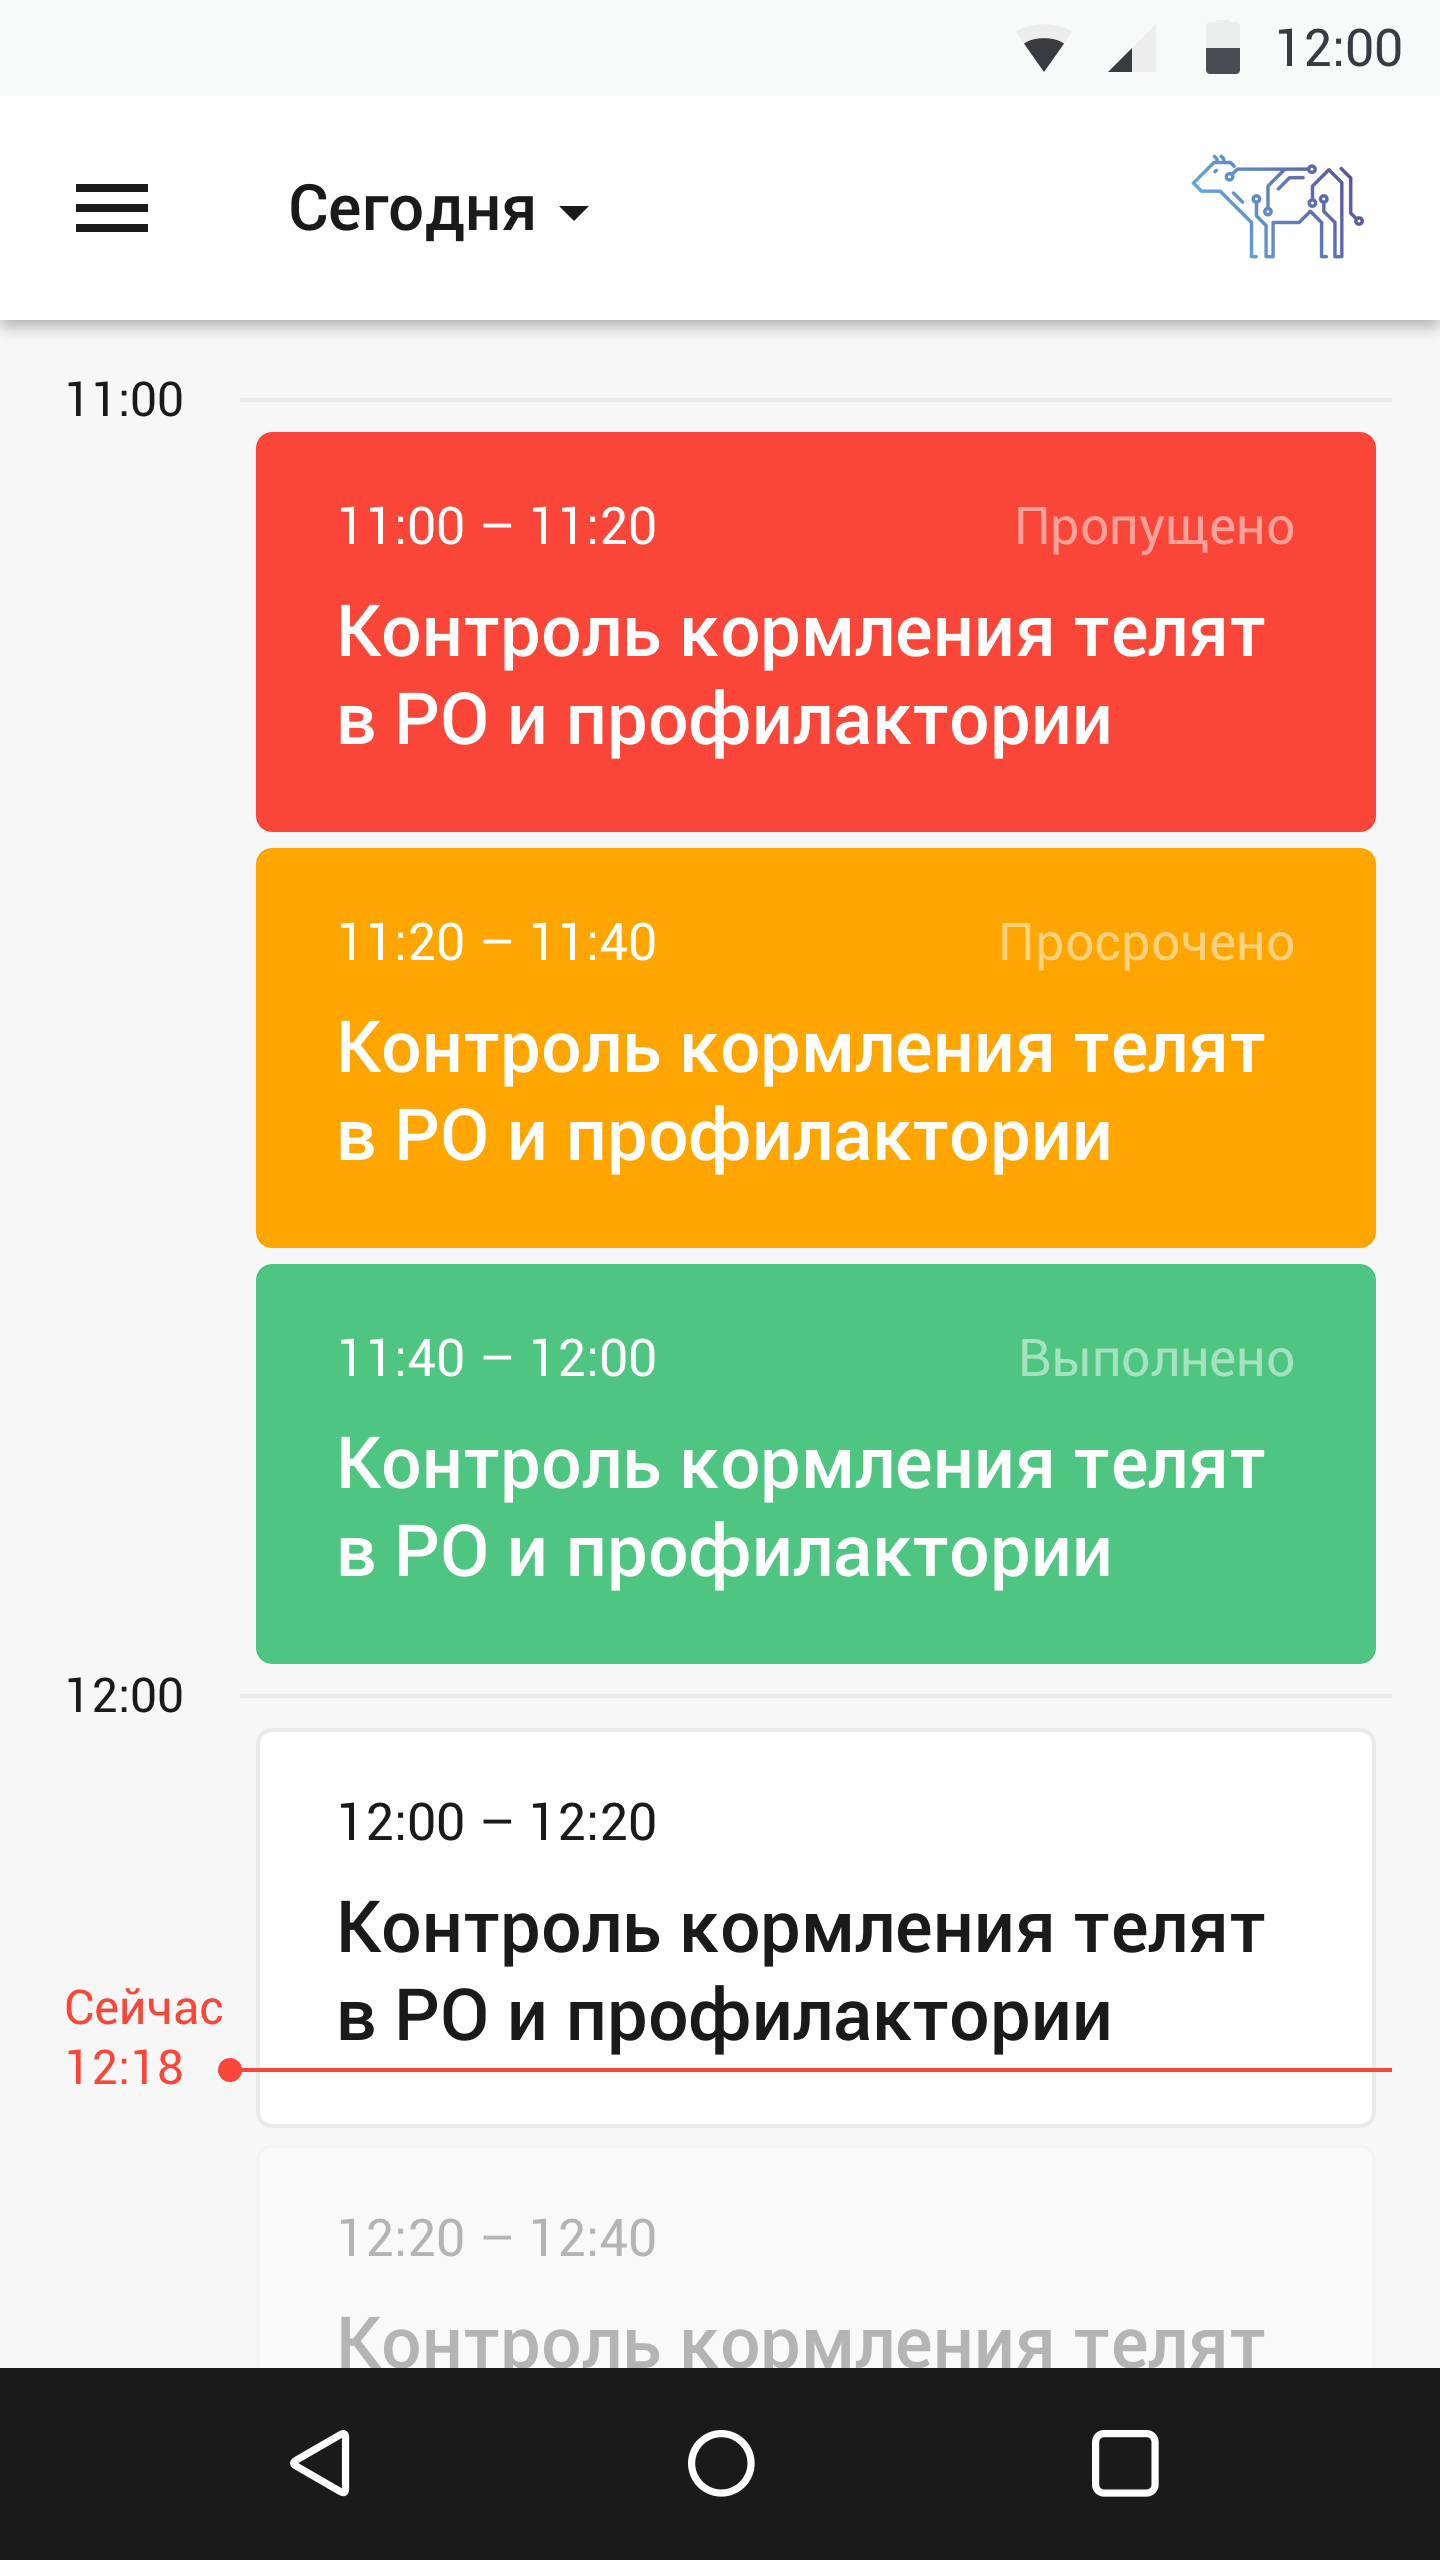 12:00
Сегодня
11:00
11:00 – 11:20
Пропущено
Контроль кормления телят
в РО и профилактории
11:20 – 11:40
Просрочено
Контроль кормления телят
в РО и профилактории
11:40 – 12:00
Выполнено
Контроль кормления телят
в РО и профилактории
12:00
12:00 – 12:20
Контроль кормления телят
в РО и профилактории
Сейчас
12:18
12:20 – 12:40
Контроль кормления телят